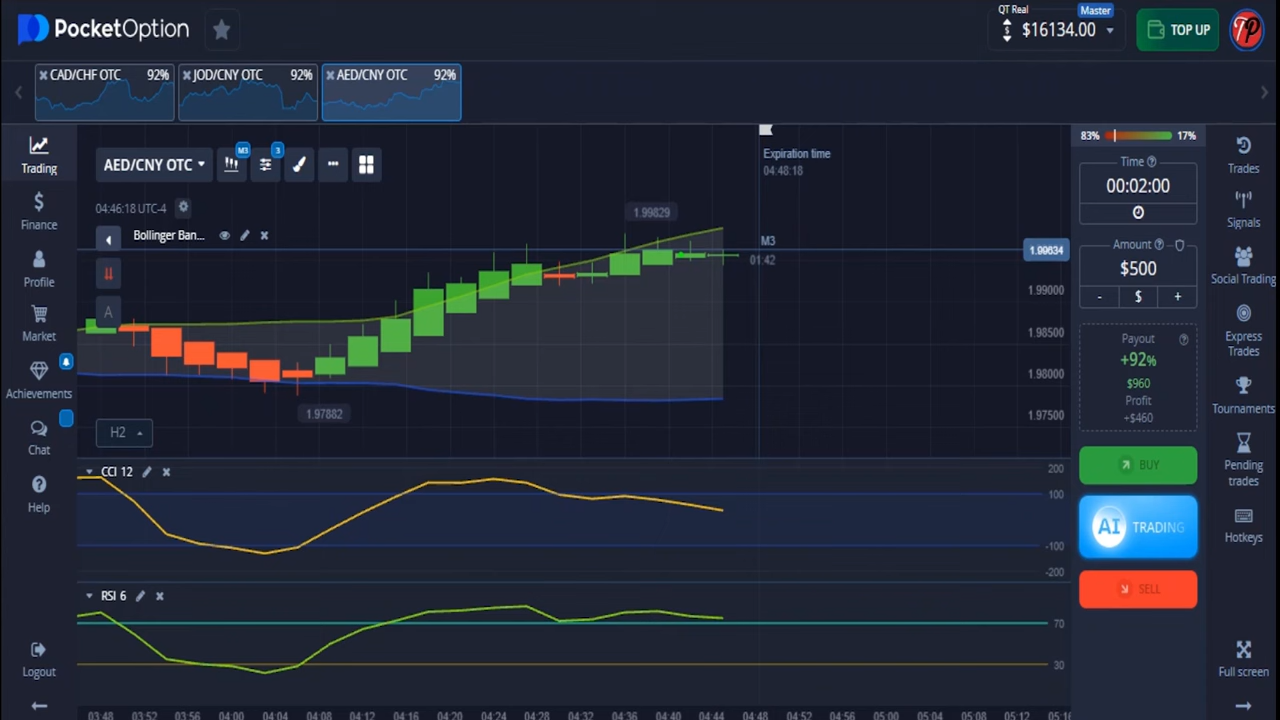 PocketOption
QT Real
Master
$16134.00
TOP UP
CAD/CHF OTC 92%
JOD/CNY OTC 92%
AED/CNY OTC 92%
Trading
Finance
Profile
Market
Achievements
Chat
Help
Logout
AED/CNY OTC
M3
3
04:46:18 UTC-4
Bollinger Ban...
A
H2
Expiration time
04:48:18
1.99829
M3
01:42
1.97882
1.99634
1.99000
1.98500
1.98000
1.97500
CCI 12
200
100
-100
-200
RSI 6
70
30
03:48 03:52 03:56 04:00 04:04 04:08 04:12 04:16 04:20 04:24 04:28 04:32 04:36 04:40 04:44 04:48 04:52 04:56 05:00 05:04 05:08 05:12 05:16
83% 17%
Time
00:02:00
Amount
$500
- $ +
Payout
+92%
$960
Profit
+$460
BUY
AI TRADING
SELL
Trades
Signals
Social Trading
Express
Trades
Tournaments
Pending
trades
Hotkeys
Full screen